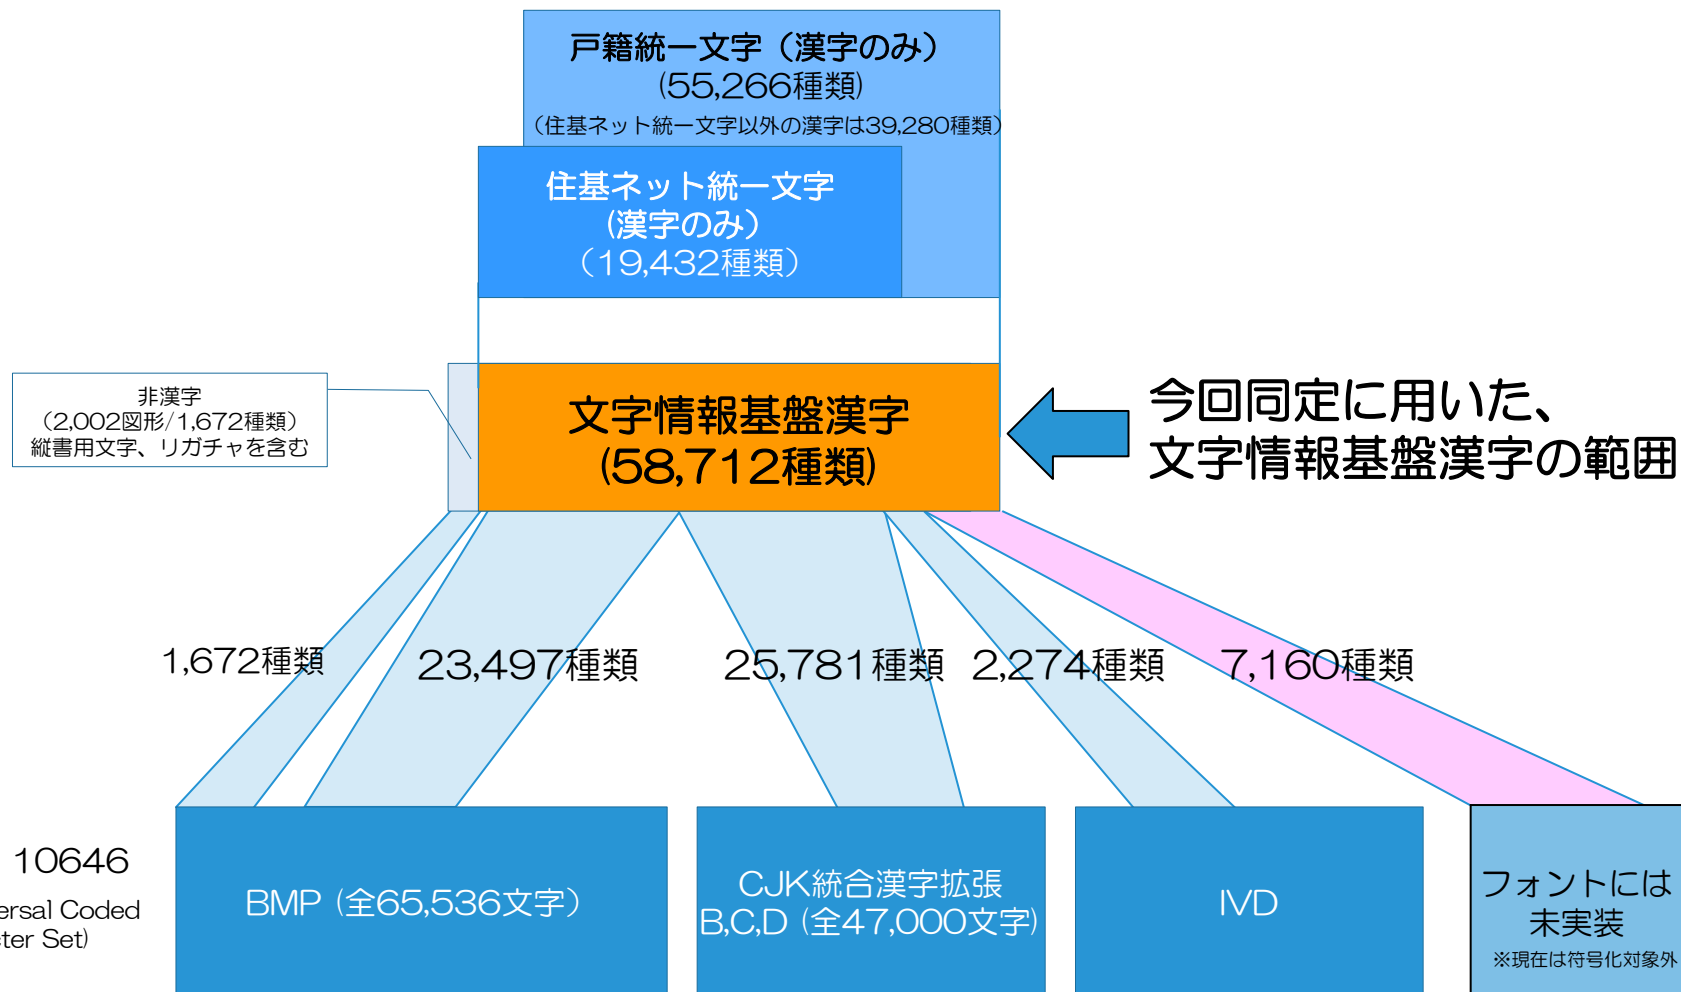 戸籍統一文字（漢字のみ）
(55,266種類)
（住基ネット統一文字以外の漢字は39,280種類）
住基ネット統一文字
(漢字のみ）
（19,432種類）
非漢字
（2,002図形/1,672種類）
縦書用文字、リガチャを含む
文字情報基盤漢字
(58,712種類)
今回同定に用いた、
文字情報基盤漢字の範囲
1,672種類
23,497種類
25,781種類
2,274種類
7,160種類
10646
ersal Coded
cter Set)
BMP (全65,536文字）
CJK統合漢字拡張
B,C,D (全47,000文字)
IVD
フォントには
未実装
※現在は符号化対象外